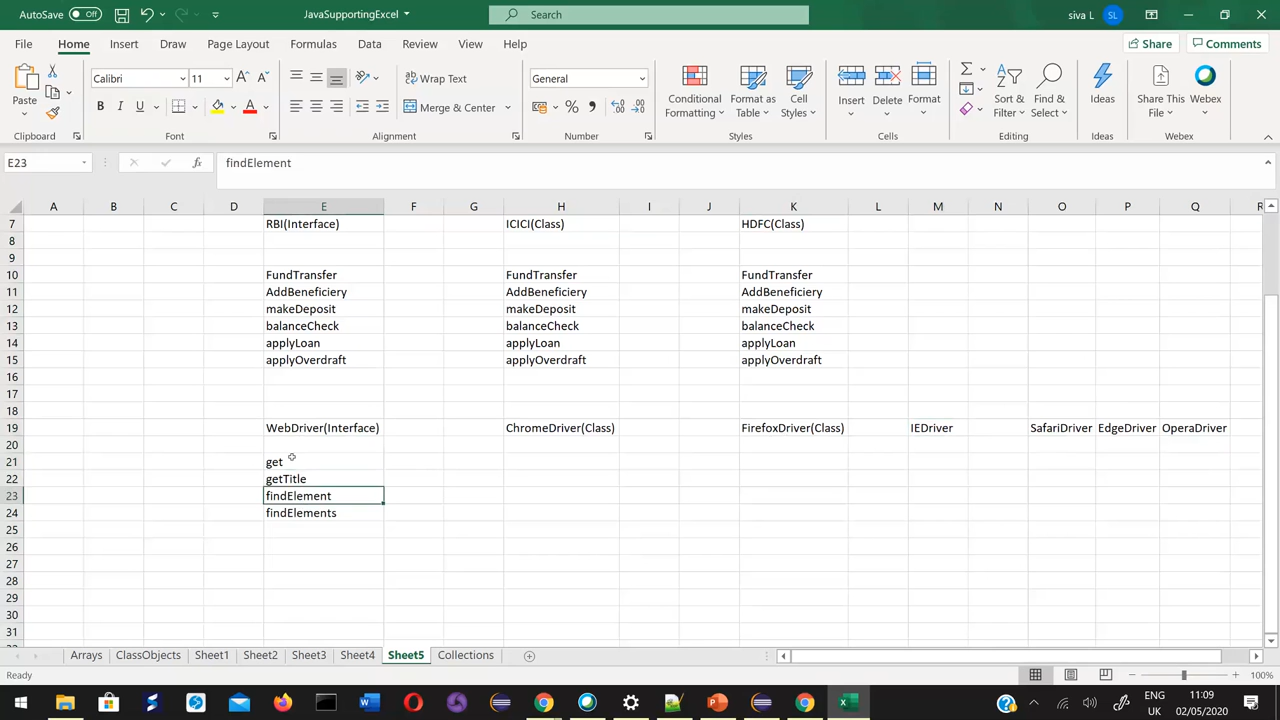 AutoSave Off JavaSupportingExcel Search siva L SL
File Home Insert Draw Page Layout Formulas Data Review View Help Share Comments
Paste Calibri 11 Wrap Text General Conditional Formatting Format as Table Cell Styles Insert Delete Format Sort & Filter Find & Select Ideas Share This File Webex
B I U A Merge & Center %
Clipboard Font Alignment Number Styles Cells Editing Ideas Webex
E23 fx findElement
A B C D E F G H I J K L M N O P Q R
7 RBI(Interface) ICICI(Class) HDFC(Class)
8
9
10 FundTransfer FundTransfer FundTransfer
11 AddBeneficiery AddBeneficiery AddBeneficiery
12 makeDeposit makeDeposit makeDeposit
13 balanceCheck balanceCheck balanceCheck
14 applyLoan applyLoan applyLoan
15 applyOverdraft applyOverdraft applyOverdraft
16
17
18
19 WebDriver(Interface) ChromeDriver(Class) FirefoxDriver(Class) IEDriver SafariDriver EdgeDriver OperaDriver
20
21 get
22 getTitle
23 findElement
24 findElements
25
26
27
28
29
30
31
Arrays ClassObjects Sheet1 Sheet2 Sheet3 Sheet4 Sheet5 Collections
Ready 100%
ENG 11:09
UK 02/05/2020